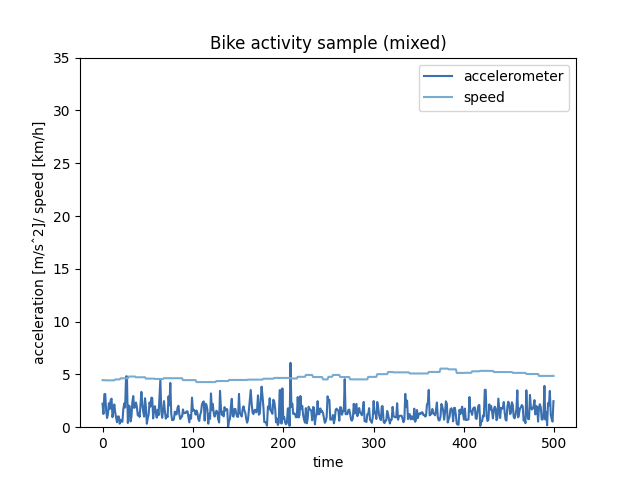 Bike activity sample (mixed)
accelerometer
speed
35
30
25
20
15
10
5
0
acceleration [m/s^2]/ speed [km/h]
0 100 200 300 400 500
time